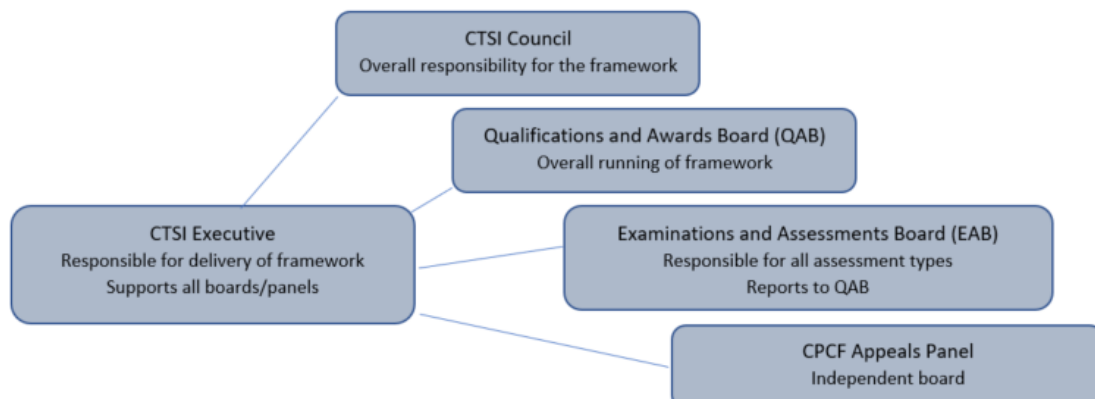 CTSI Council
Overall responsibility for the framework
Qualifications and Awards Board (QAB)
Overall running of framework
CTSI Executive
Responsible for delivery of framework
Supports all boards/panels
Examinations and Assessments Board (EAB)
Responsible for all assessment types
Reports to QAB
CPCF Appeals Panel
Independent board